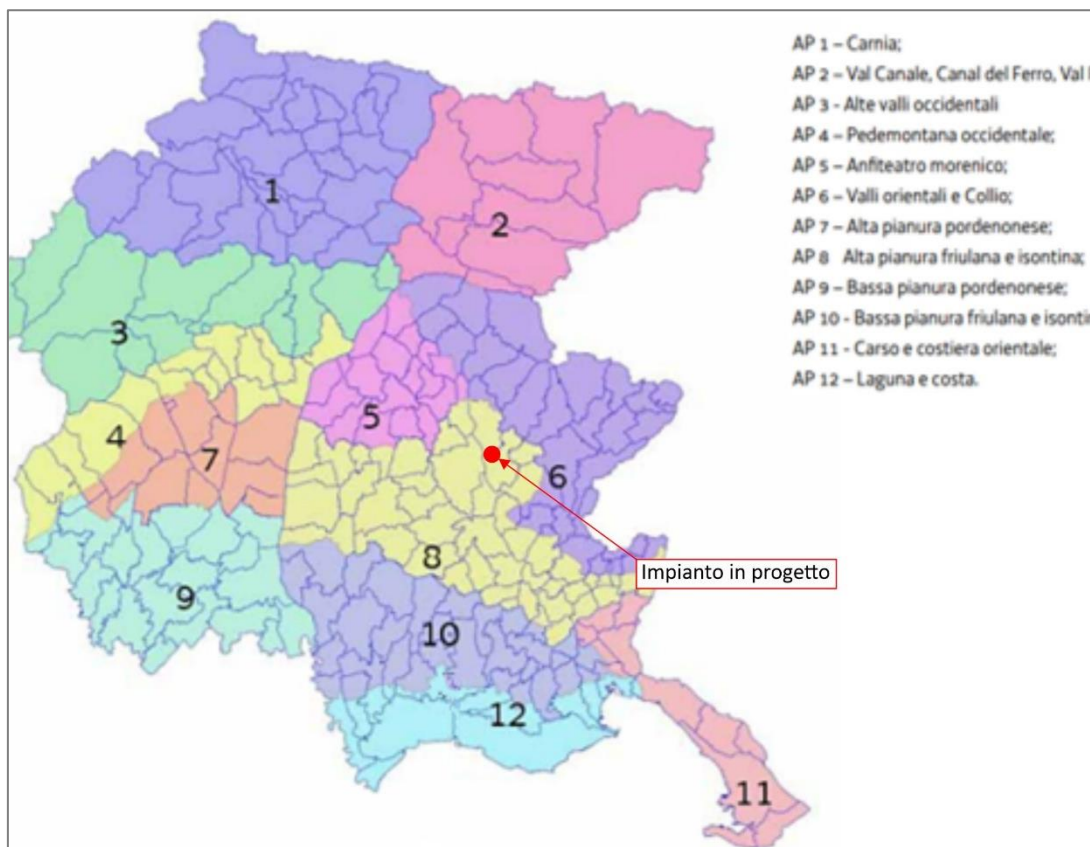 AP 1 – Carnia;
AP 2 – Val Canale, Canal del Ferro, Val
AP 3 - Alte valli occidentali
AP 4 – Pedemontana occidentale;
AP 5 – Anfiteatro morenico;
AP 6 – Valli orientali e Collio;
AP 7 – Alta pianura pordenonese;
AP 8 Alta pianura friulana e isontina;
AP 9 – Bassa pianura pordenonese;
AP 10 - Bassa pianura friulana e
AP 11 - Carso e costiera orientale;
AP 12 – Laguna e costa.
1
2
3
5
4
7
6
8
Impianto in progetto
9
10
12
11